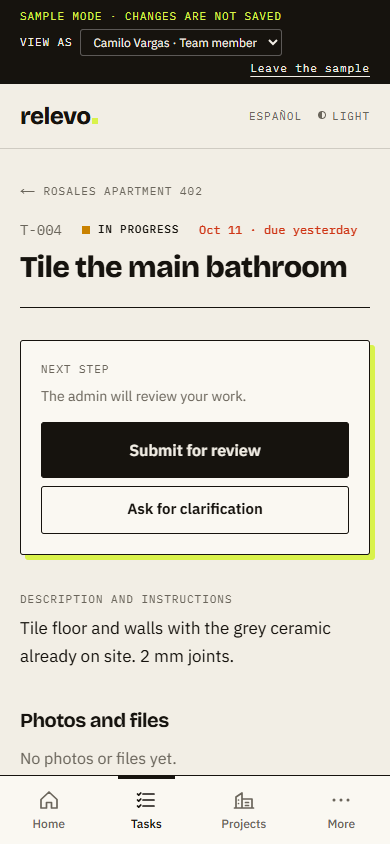 SAMPLE MODE · CHANGES ARE NOT SAVED
VIEW AS Camilo Vargas · Team member
Leave the sample
relevo.
ESPAÑOL LIGHT
← ROSALES APARTMENT 402
T-004 IN PROGRESS Oct 11 · due yesterday
Tile the main bathroom
NEXT STEP
The admin will review your work.
Submit for review
Ask for clarification
DESCRIPTION AND INSTRUCTIONS
Tile floor and walls with the grey ceramic
already on site. 2 mm joints.
Photos and files
No photos or files yet.
Home Tasks Projects More